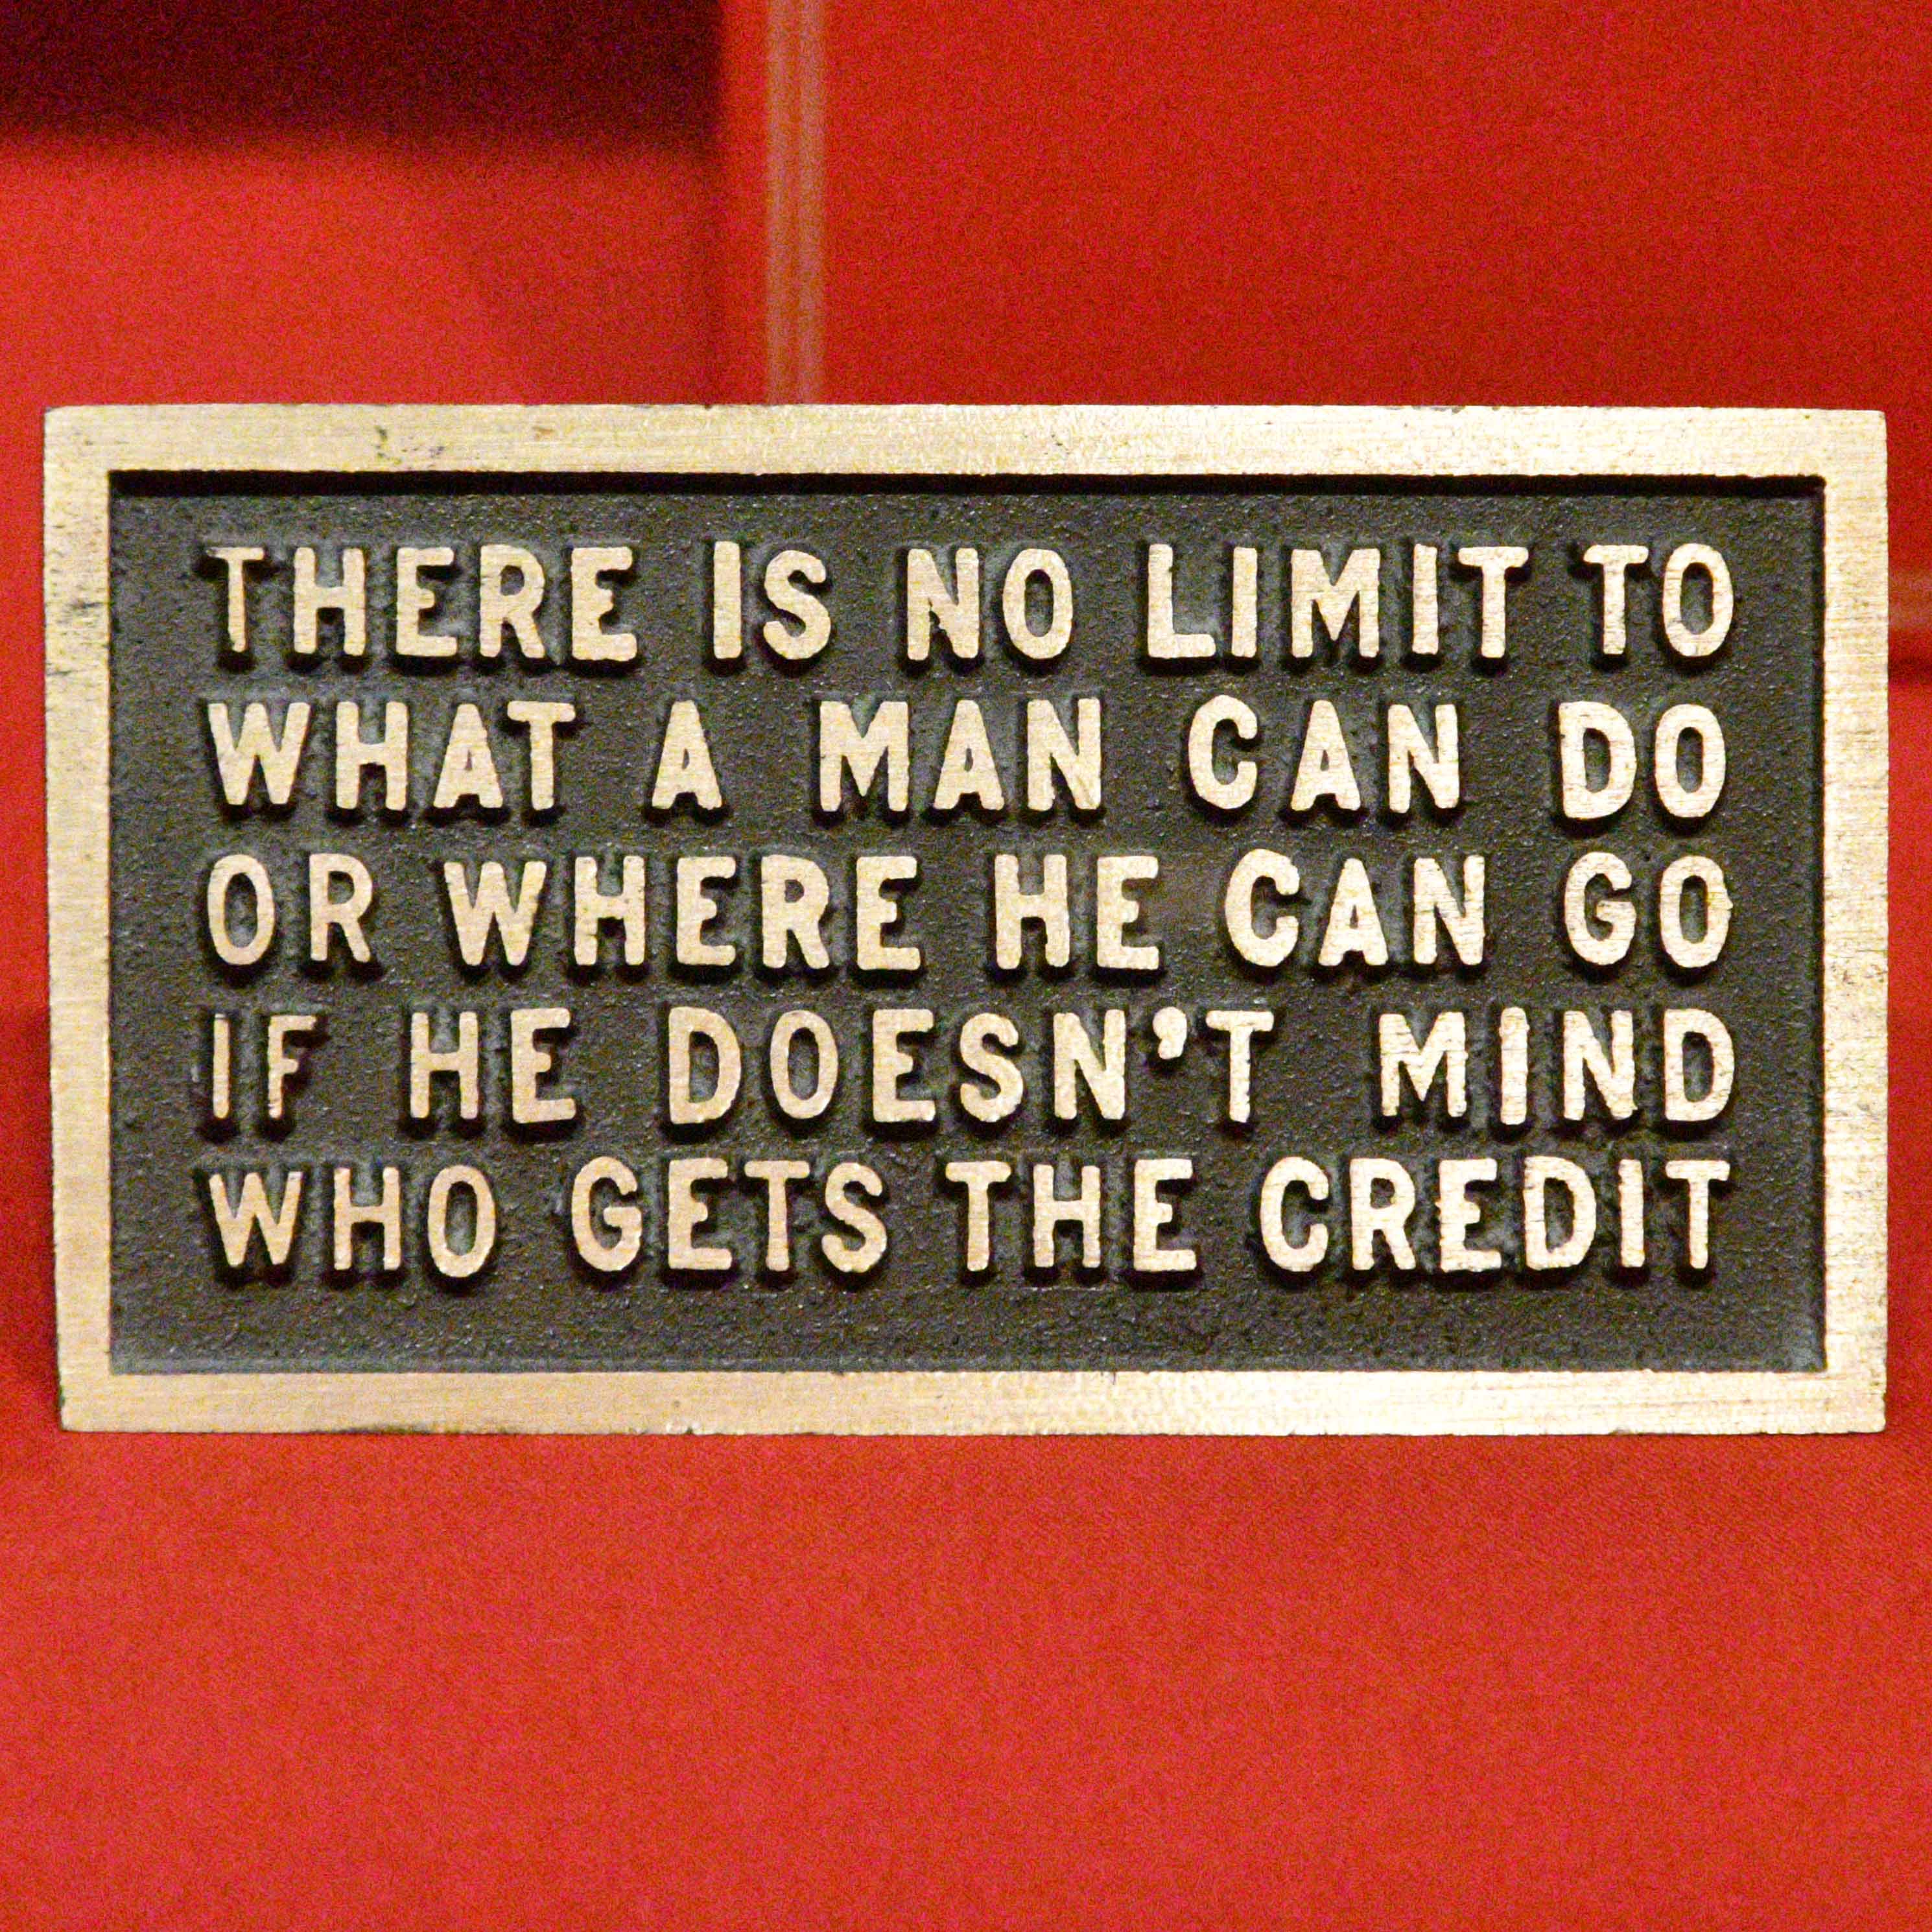 THERE IS NO LIMIT TO
WHAT A MAN CAN DO
OR WHERE HE CAN GO
IF HE DOESN'T MIND
WHO GETS THE CREDIT